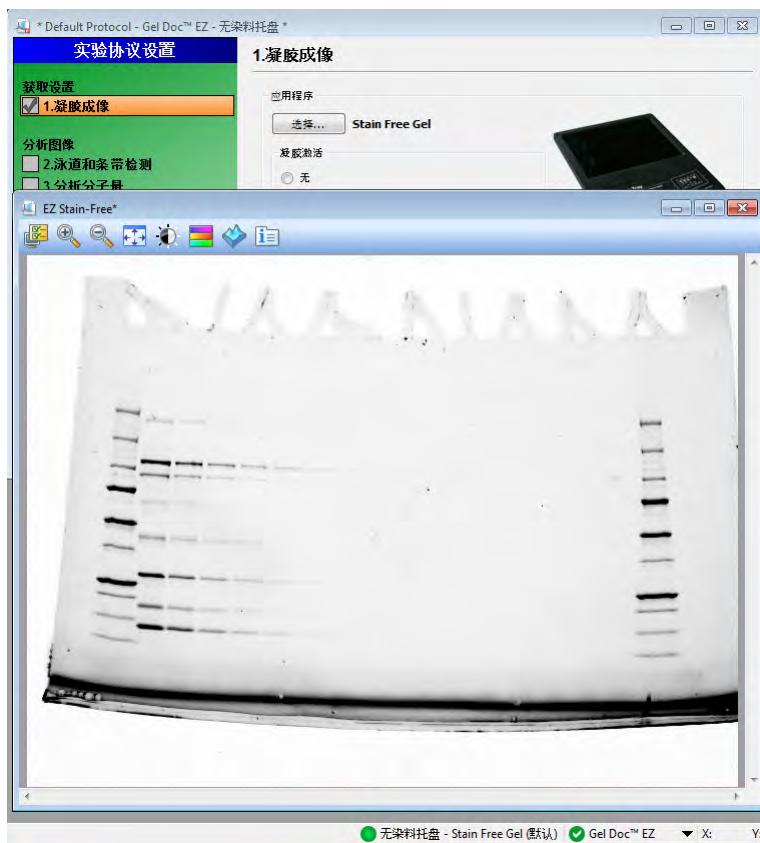 * Default Protocol - Gel Doc™ EZ - 无染料托盘 *
实验协议设置
获取设置
1.凝胶成像
分析图像
2.泳道和条带检测
3.分析分子量
1.凝胶成像
应用程序
选择... Stain Free Gel
凝胶激活
无
EZ Stain-Free*
无染料托盘 - Stain Free Gel (默认) Gel Doc™ EZ X: Y: